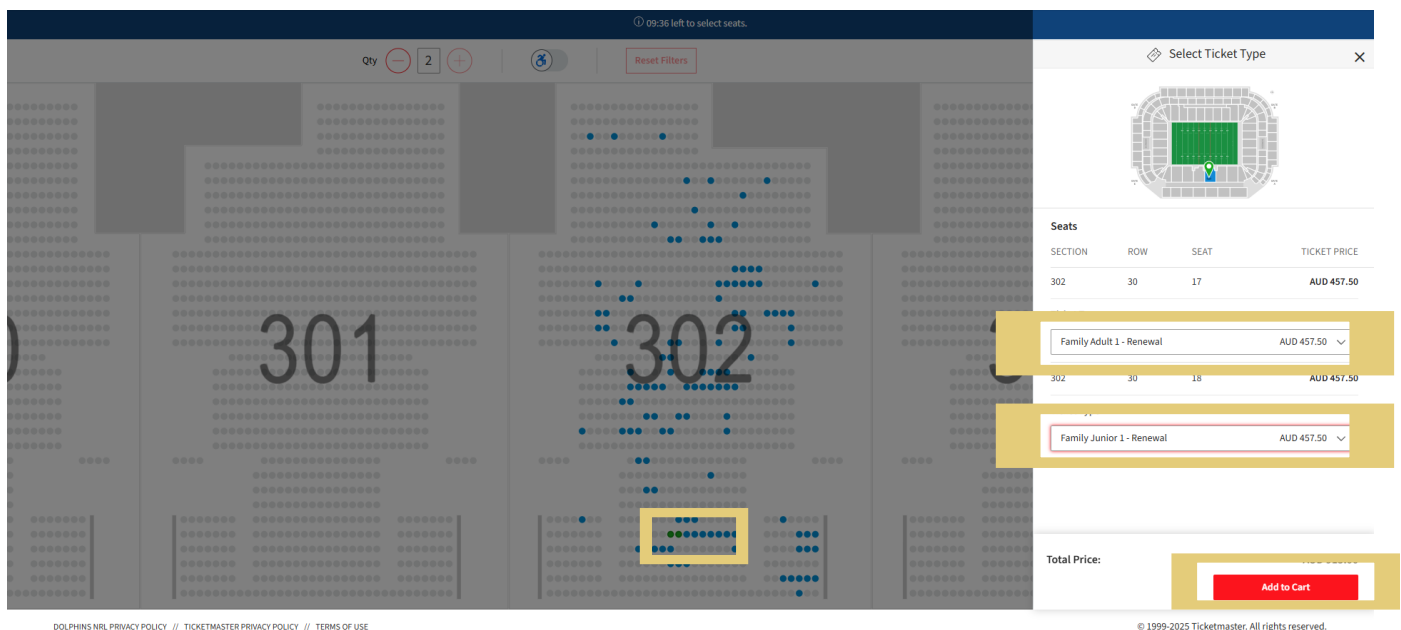 09:36 left to select seats.
Qty
2
Reset Filters
Select Ticket Type
301
302
Seats
SECTION ROW SEAT TICKET PRICE
302 30 17 AUD 457.50
Family Adult 1 - Renewal AUD 457.50
302 30 18 AUD 457.50
Family Junior 1 - Renewal AUD 457.50
Total Price:
Add to Cart
DOLPHINS NRL PRIVACY POLICY // TICKETMASTER PRIVACY POLICY // TERMS OF USE
© 1999-2025 Ticketmaster. All rights reserved.